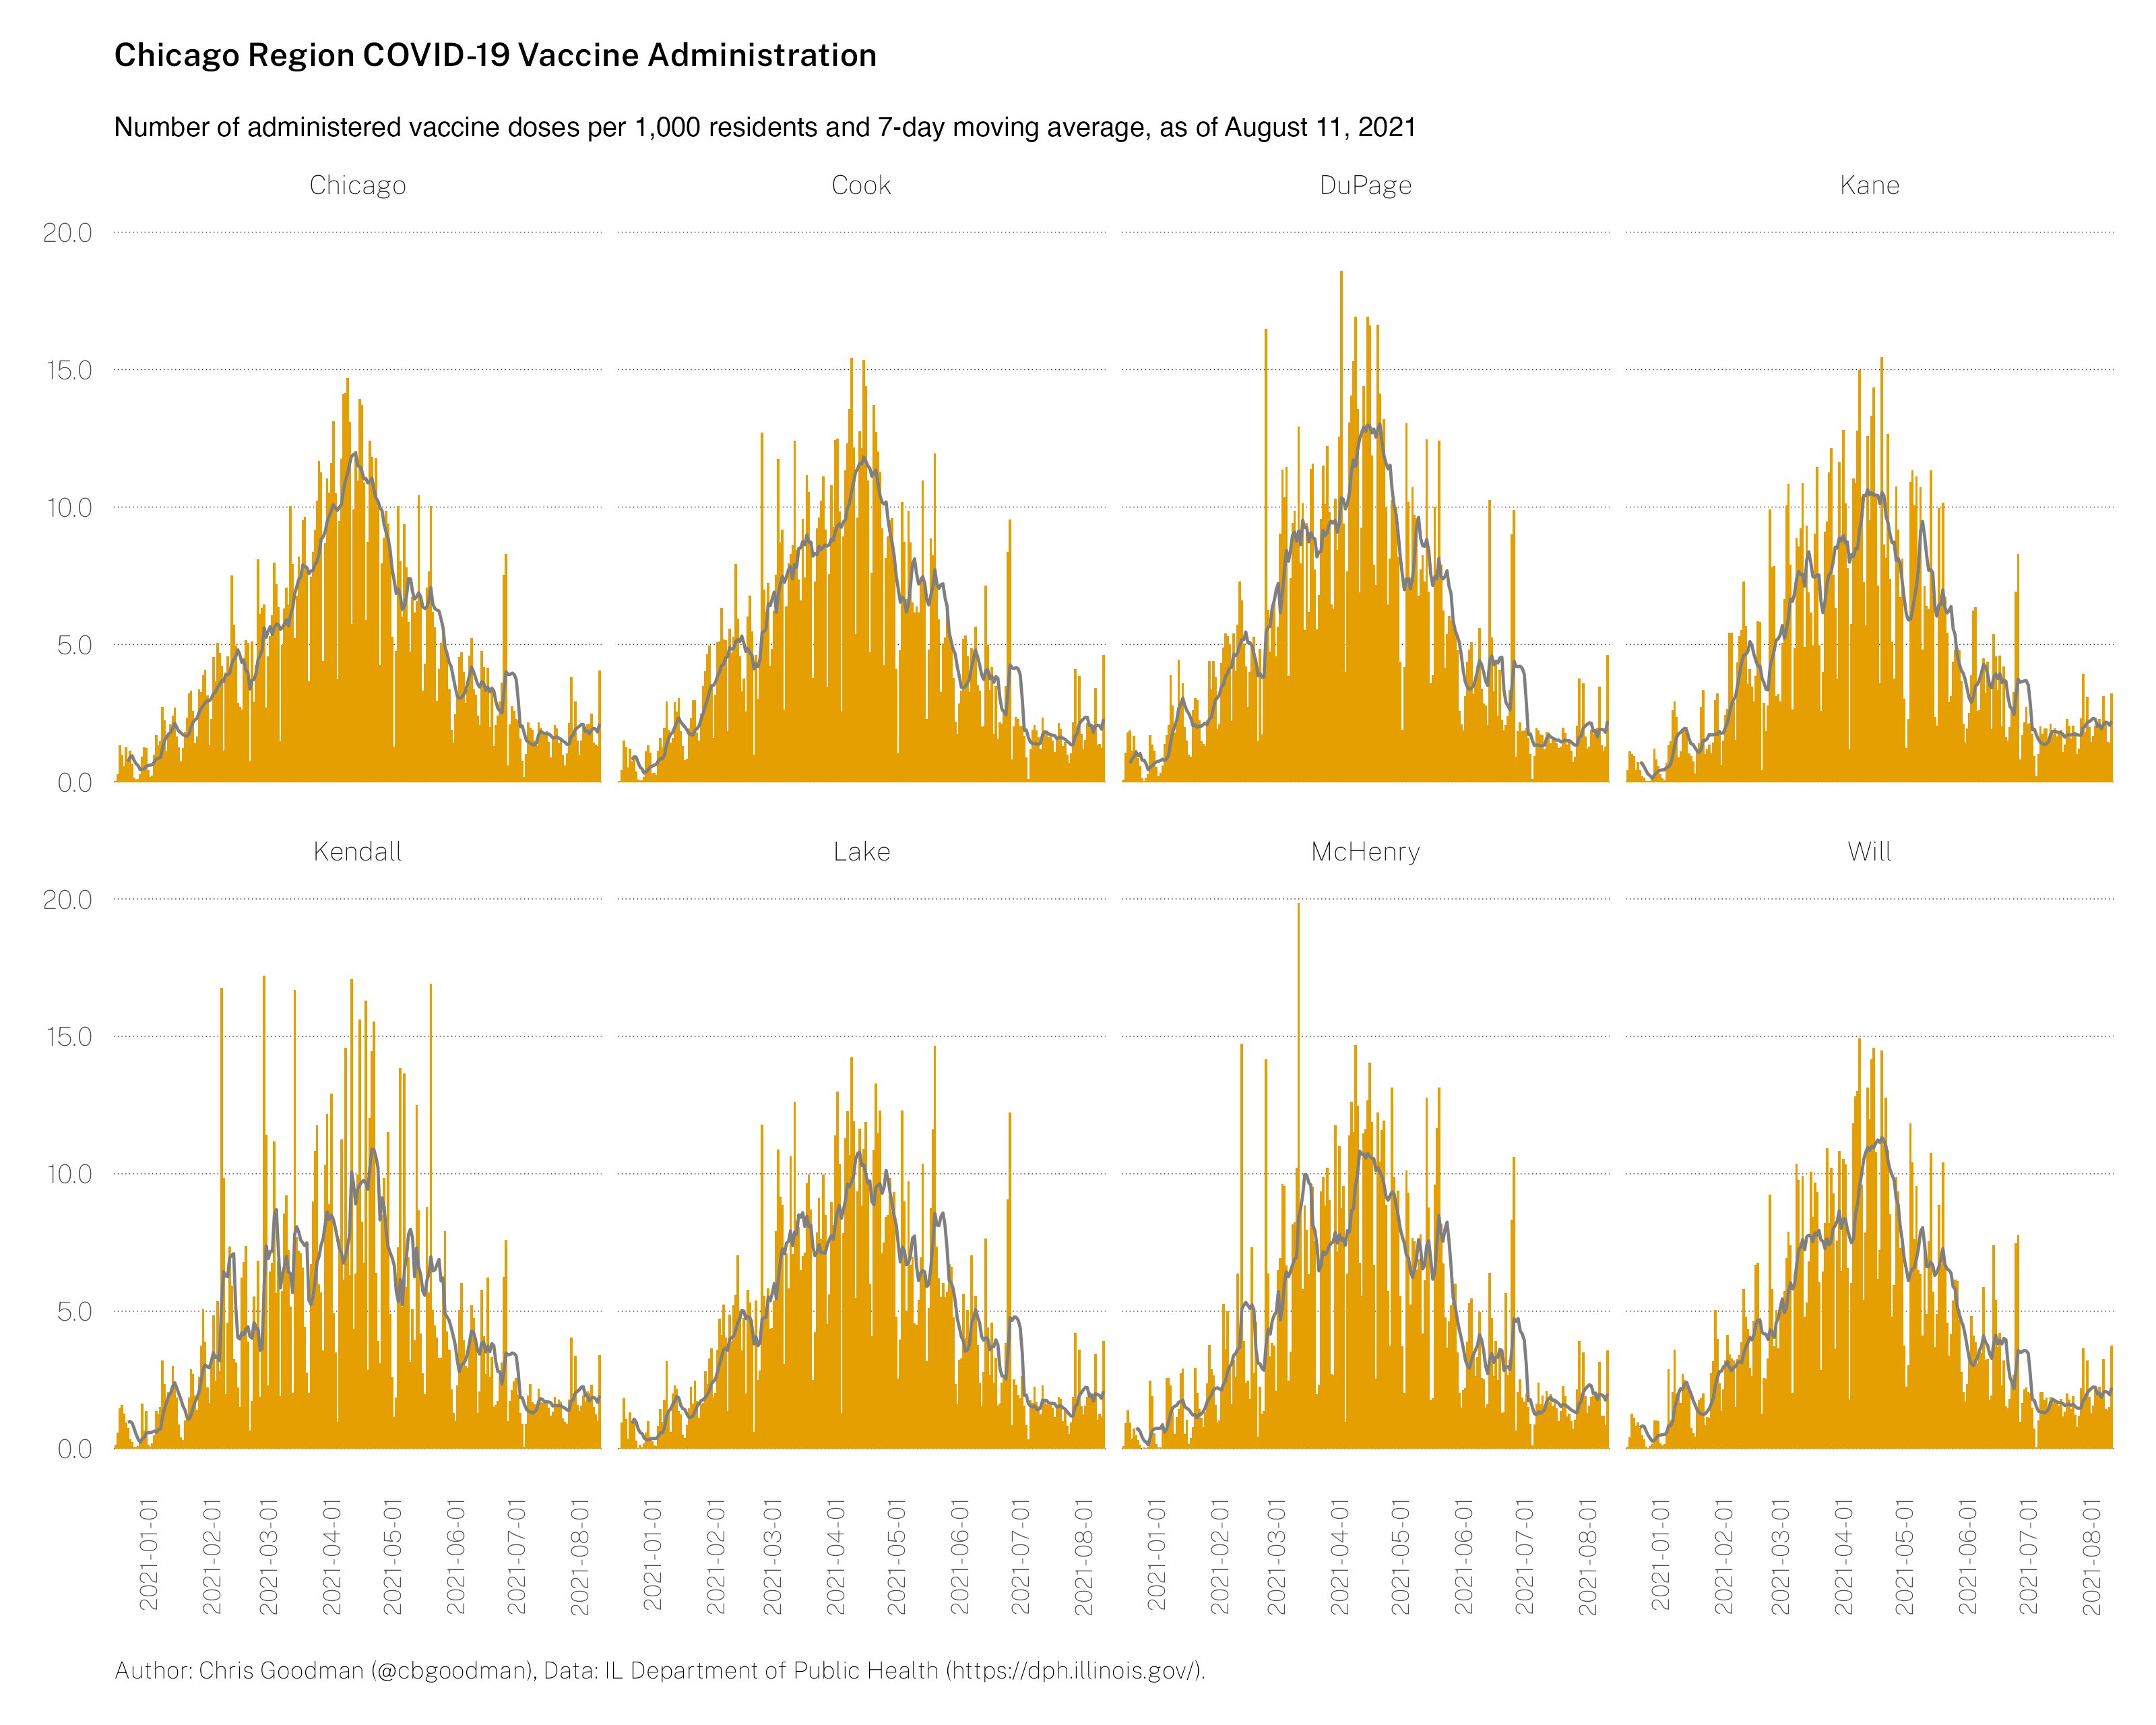 Chicago Region COVID-19 Vaccine Administration
Number of administered vaccine doses per 1,000 residents and 7-day moving average, as of August 11, 2021
Chicago Cook DuPage Kane
20.0
15.0
10.0
5.0
0.0
Kendall Lake McHenry Will
20.0
15.0
10.0
5.0
0.0
2021-01-01 2021-02-01 2021-03-01 2021-04-01 2021-05-01 2021-06-01 2021-07-01 2021-08-01 2021-01-01 2021-02-01 2021-03-01 2021-04-01 2021-05-01 2021-06-01 2021-07-01 2021-08-01 2021-01-01 2021-02-01 2021-03-01 2021-04-01 2021-05-01 2021-06-01 2021-07-01 2021-08-01 2021-01-01 2021-02-01 2021-03-01 2021-04-01 2021-05-01 2021-06-01 2021-07-01 2021-08-01
Author: Chris Goodman (@cbgoodman), Data: IL Department of Public Health (https://dph.illinois.gov/).